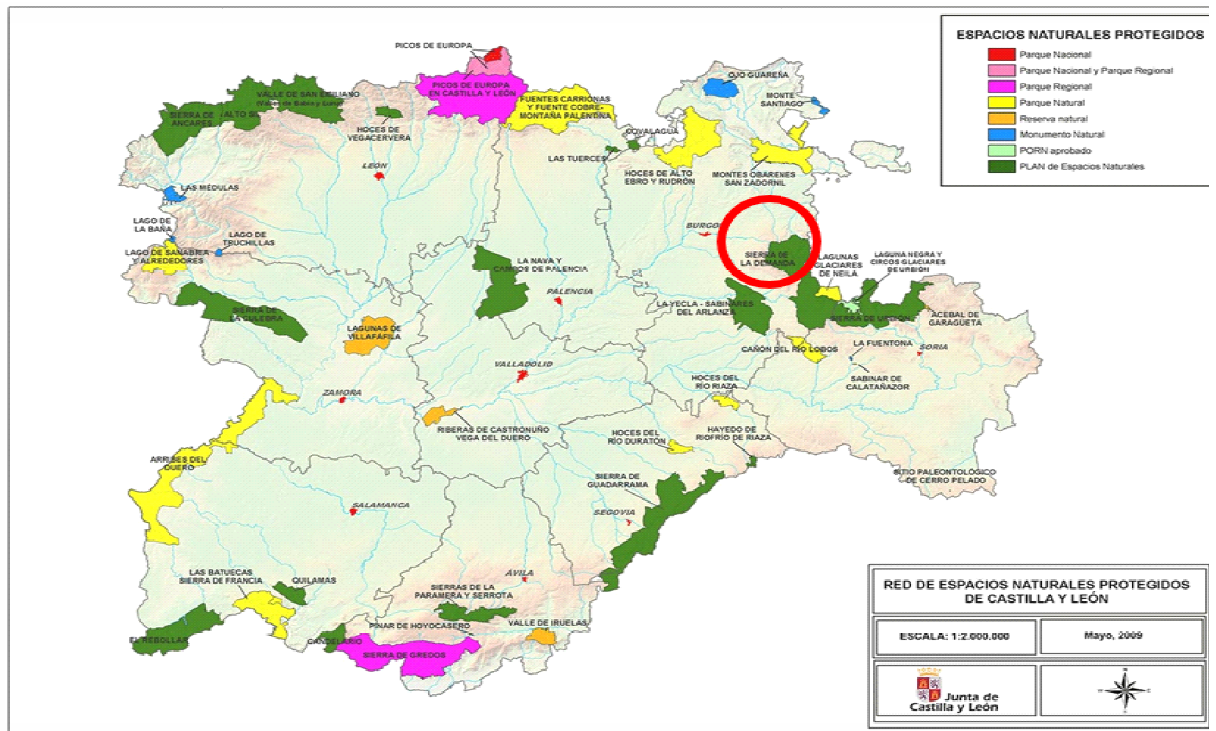 ESPACIOS NATURALES PROTEGIDOS
Parque Nacional
Parque Nacional y Parque Regional
Parque Regional
Parque Natural
Reserva natural
Monumento Natural
PORN aprobado
PLAN de Espacios Naturales
PICOS DE EUROPA
PICOS DE EUROPA
EN CASTILLA Y LEÓN
VALLE DE SAN EMILIANO
SIERRA DE
ANCARES
-ALTO SIL
HOCES DE
VEGACERVERA
FUENTES CARRIONAS
Y FUENTE COBRE-
MONTAÑA PALENTINA
OJO GUAREÑA
MONTE
SANTIAGO
COVALAGUA
LAS TUERCES
HOCES DE ALTO
EBRO Y RUDRÓN
MONTES OBARENES
SAN ZADORNIL
LEÓN
LAS MÉDULAS
LAGO DE
LA BAÑA
LAGO DE
TRUCHILLAS
LAGO DE SANABRIA
Y ALREDEDORES
BURGOS
SIERRA DE
LA DEMANDA
LAGUNAS
GLACIARES
DE NEILA
LAGUNA NEGRA Y
CIRCOS GLACIARES
DE URBIÓN
LA NAVA Y
CAMPOS DE PALENCIA
PALENCIA
LA YECLA - SABINARES
DEL ARLANZA
SIERRA DE URBIÓN
ACEBAL DE
GARAGÜETA
SIERRA DE
LA CULEBRA
LAGUNAS DE
VILLAFÁFILA
CAÑÓN DEL RÍO LOBOS
LA FUENTONA
SORIA
SABINAR DE
CALATAÑAZOR
VALLADOLID
ZAMORA
HOCES DEL
RÍO RIAZA
RIBERAS DE CASTRONUÑO
VEGA DEL DUERO
HOCES DEL
RÍO DURATÓN
HAYEDO DE
RIOFRÍO DE RIAZA
ARRIBES DEL
DUERO
SIERRA DE
GUADARRAMA
SITIO PALEONTOLÓGICO
DE CERRO PELADO
SALAMANCA
SEGOVIA
LAS BATUECAS
SIERRA DE FRANCIA
QUILAMAS
ÁVILA
SIERRAS DE LA
PARAMERA Y SERROTA
EL REBOLLAR
CANDELARIO
PINAR DE HOYOCASERO
VALLE DE IRUELAS
SIERRA DE GREDOS
RED DE ESPACIOS NATURALES PROTEGIDOS
DE CASTILLA Y LEÓN
ESCALA: 1:2.000.000
Mayo, 2009
Junta de
Castilla y León